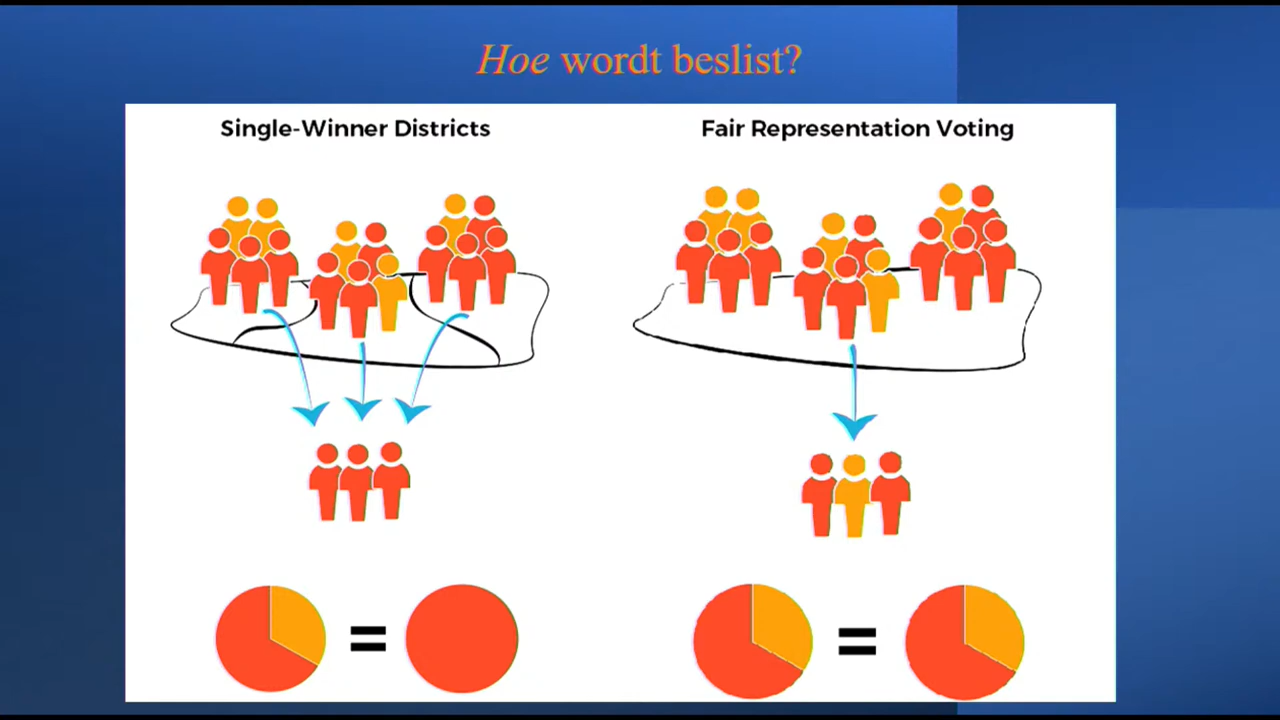 Hoe wordt beslist?
Single-Winner Districts
Fair Representation Voting